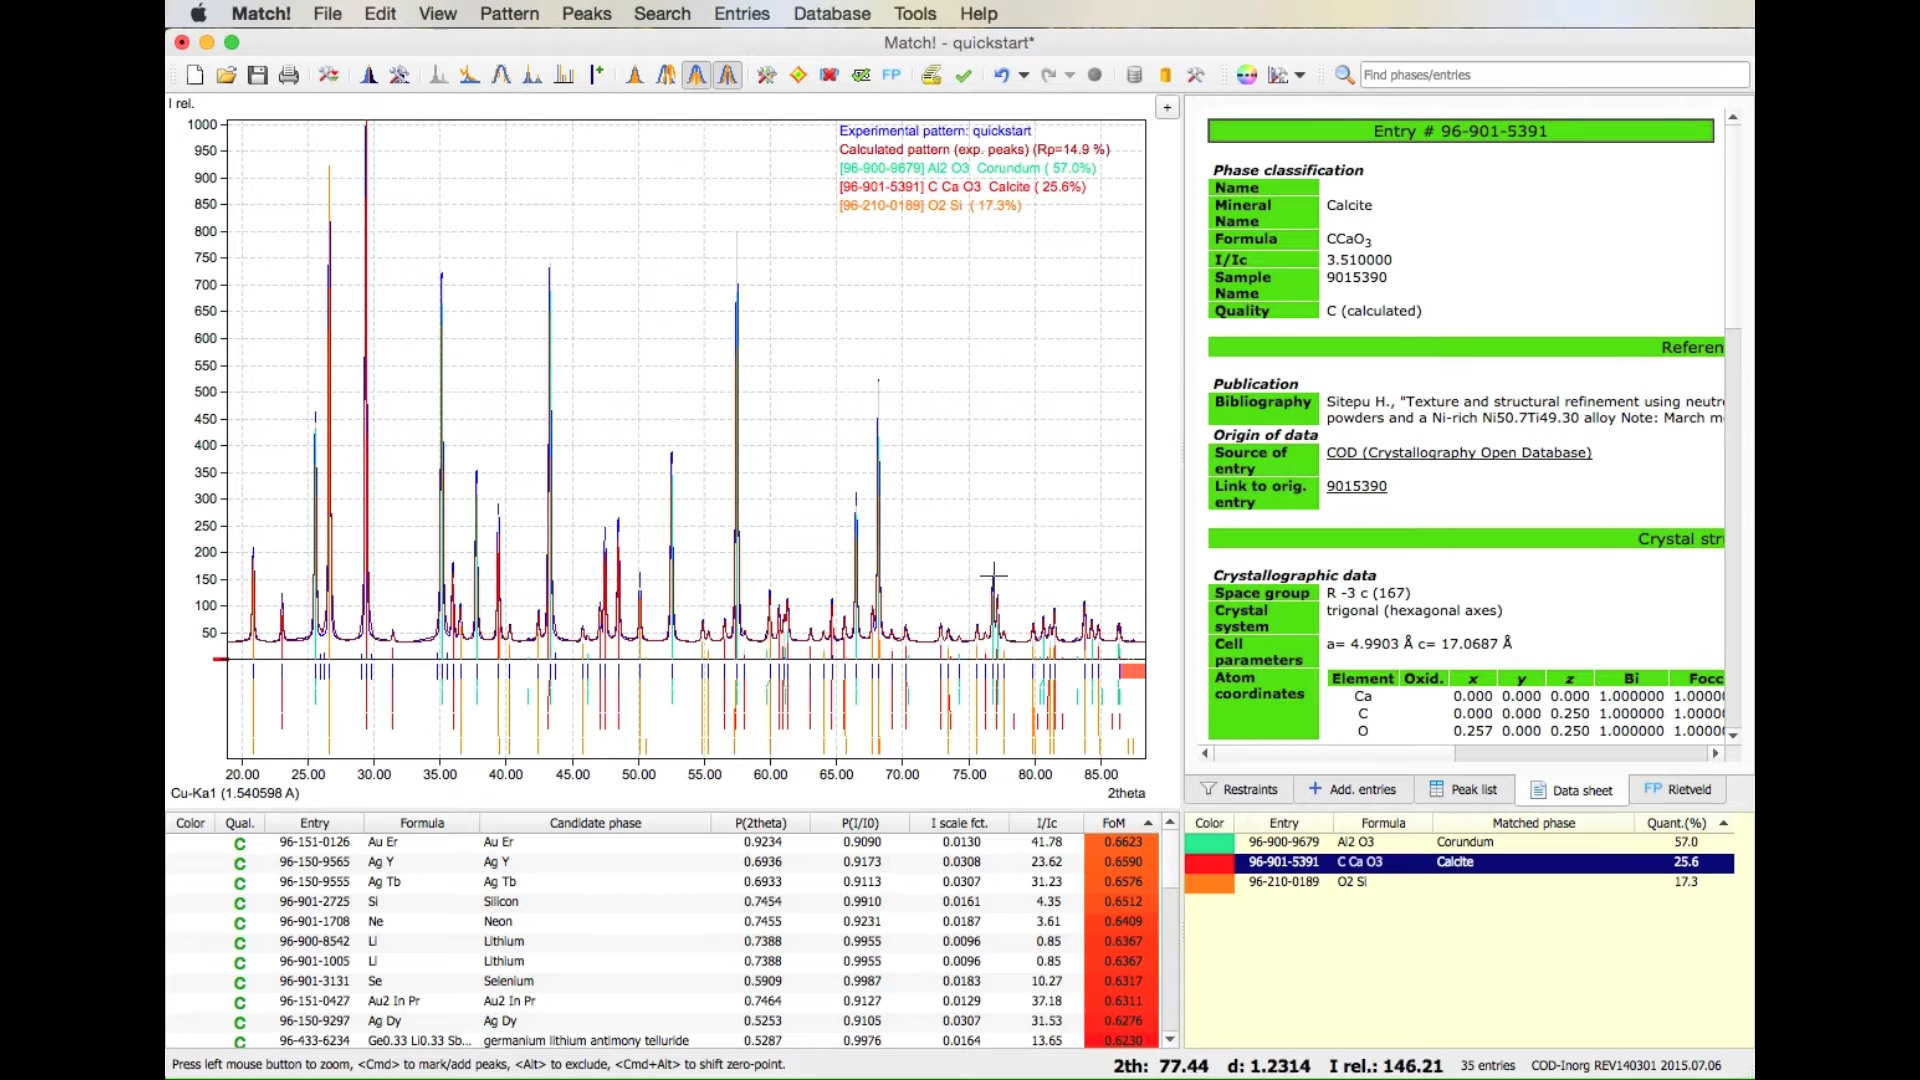 Match! File Edit View Pattern Peaks Search Entries Database Tools Help
Match! - quickstart*
FP
Find phases/entries
I rel.
+
Experimental pattern: quickstart
Calculated pattern (exp. peaks) (Rp=14.9 %)
[96-900-9679] Al2 O3 Corundum ( 57.0%)
[96-901-5391] C Ca O3 Calcite ( 25.6%)
[96-210-0189] O2 Si ( 17.3%)
1000
950
900
850
800
750
700
650
600
550
500
450
400
350
300
250
200
150
100
50
20.00 25.00 30.00 35.00 40.00 45.00 50.00 55.00 60.00 65.00 70.00 75.00 80.00 85.00
Cu-Ka1 (1.540598 A) 2theta
Entry # 96-901-5391
Phase classification
Name
Mineral Name Calcite
Formula CCaO3
I/Ic 3.510000
Sample Name 9015390
Quality C (calculated)
Referen
Publication
Bibliography Sitepu H., "Texture and structural refinement using neutr
powders and a Ni-rich Ni50.7Ti49.30 alloy Note: March m
Origin of data
Source of entry COD (Crystallography Open Database)
Link to orig. entry 9015390
Crystal str
Crystallographic data
Space group R -3 c (167)
Crystal system trigonal (hexagonal axes)
Cell parameters a= 4.9903 Å c= 17.0687 Å
Atom coordinates Element Oxid. x y z Bi Focc
Ca 0.000 0.000 0.000 1.000000 1.0000
C 0.000 0.000 0.250 1.000000 1.0000
O 0.257 0.000 0.250 1.000000 1.0000
Restraints Add. entries Peak list Data sheet FP Rietveld
Color Qual. Entry Formula Candidate phase P(2theta) P(I/I0) I scale fct. I/Ic FoM
C 96-151-0126 Au Er Au Er 0.9234 0.9090 0.0130 41.78 0.6623
C 96-150-9565 Ag Y Ag Y 0.6936 0.9173 0.0308 23.62 0.6590
C 96-150-9555 Ag Tb Ag Tb 0.6933 0.9113 0.0307 31.23 0.6576
C 96-901-2725 Si Silicon 0.7454 0.9910 0.0161 4.35 0.6512
C 96-901-1708 Ne Neon 0.7455 0.9231 0.0187 3.61 0.6409
C 96-900-8542 Li Lithium 0.7388 0.9955 0.0096 0.85 0.6367
C 96-901-1005 Li Lithium 0.7388 0.9955 0.0096 0.85 0.6367
C 96-901-3131 Se Selenium 0.5909 0.9987 0.0183 10.27 0.6317
C 96-151-0427 Au2 In Pr Au2 In Pr 0.7464 0.9127 0.0129 37.18 0.6311
C 96-150-9297 Ag Dy Ag Dy 0.5253 0.9105 0.0307 31.53 0.6276
C 96-433-6234 Ge0.33 Li0.33 Sb... germanium lithium antimony telluride 0.5287 0.9976 0.0164 13.65 0.6230
Color Entry Formula Matched phase Quant.(%)
96-900-9679 Al2 O3 Corundum 57.0
96-901-5391 C Ca O3 Calcite 25.6
96-210-0189 O2 Si 17.3
Press left mouse button to zoom, <Cmd> to mark/add peaks, <Alt> to exclude, <Cmd+Alt> to shift zero-point.
2th: 77.44 d: 1.2314 I rel.: 146.21 35 entries COD-Inorg REV140301 2015.07.06